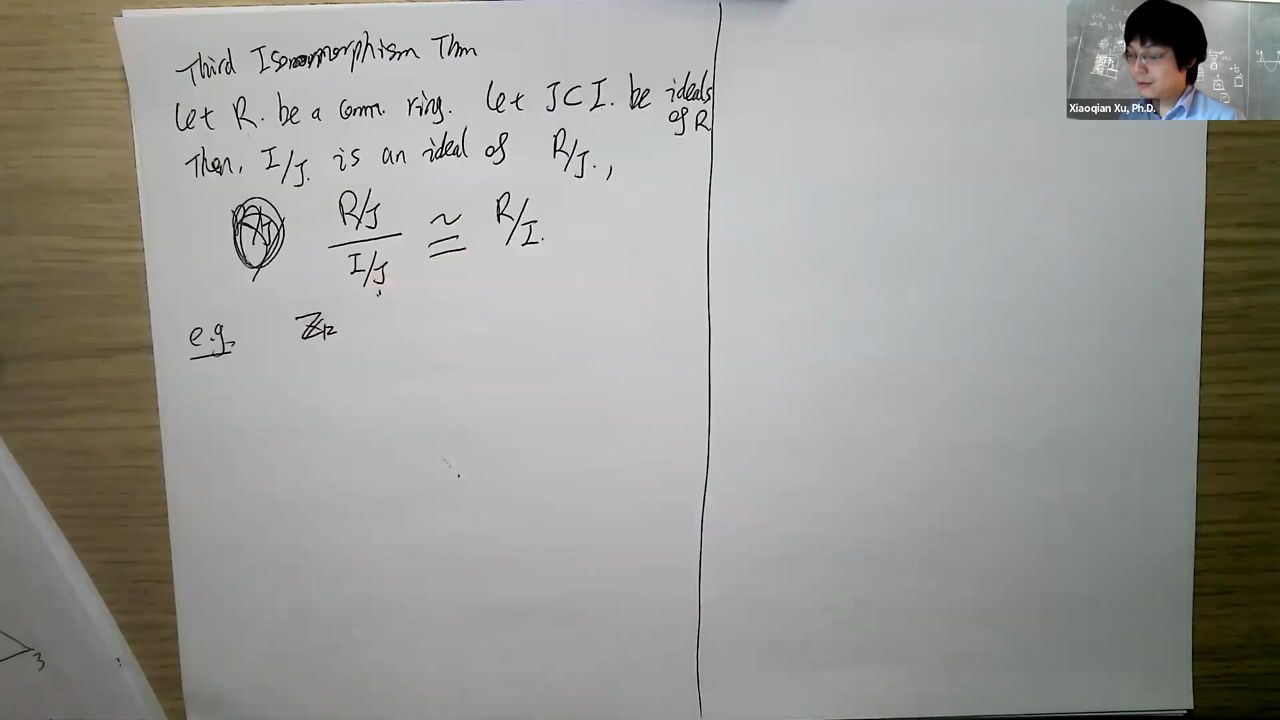 Third Isomorphism Thm
Let R. be a comm. ring. Let J⊂I. be ideals of R
Then, I/J. is an ideal of R/J.,
R/J / I/J ≅ R/I.
e.g. ℤ₁₂
3
Xiaoqian Xu, Ph.D.